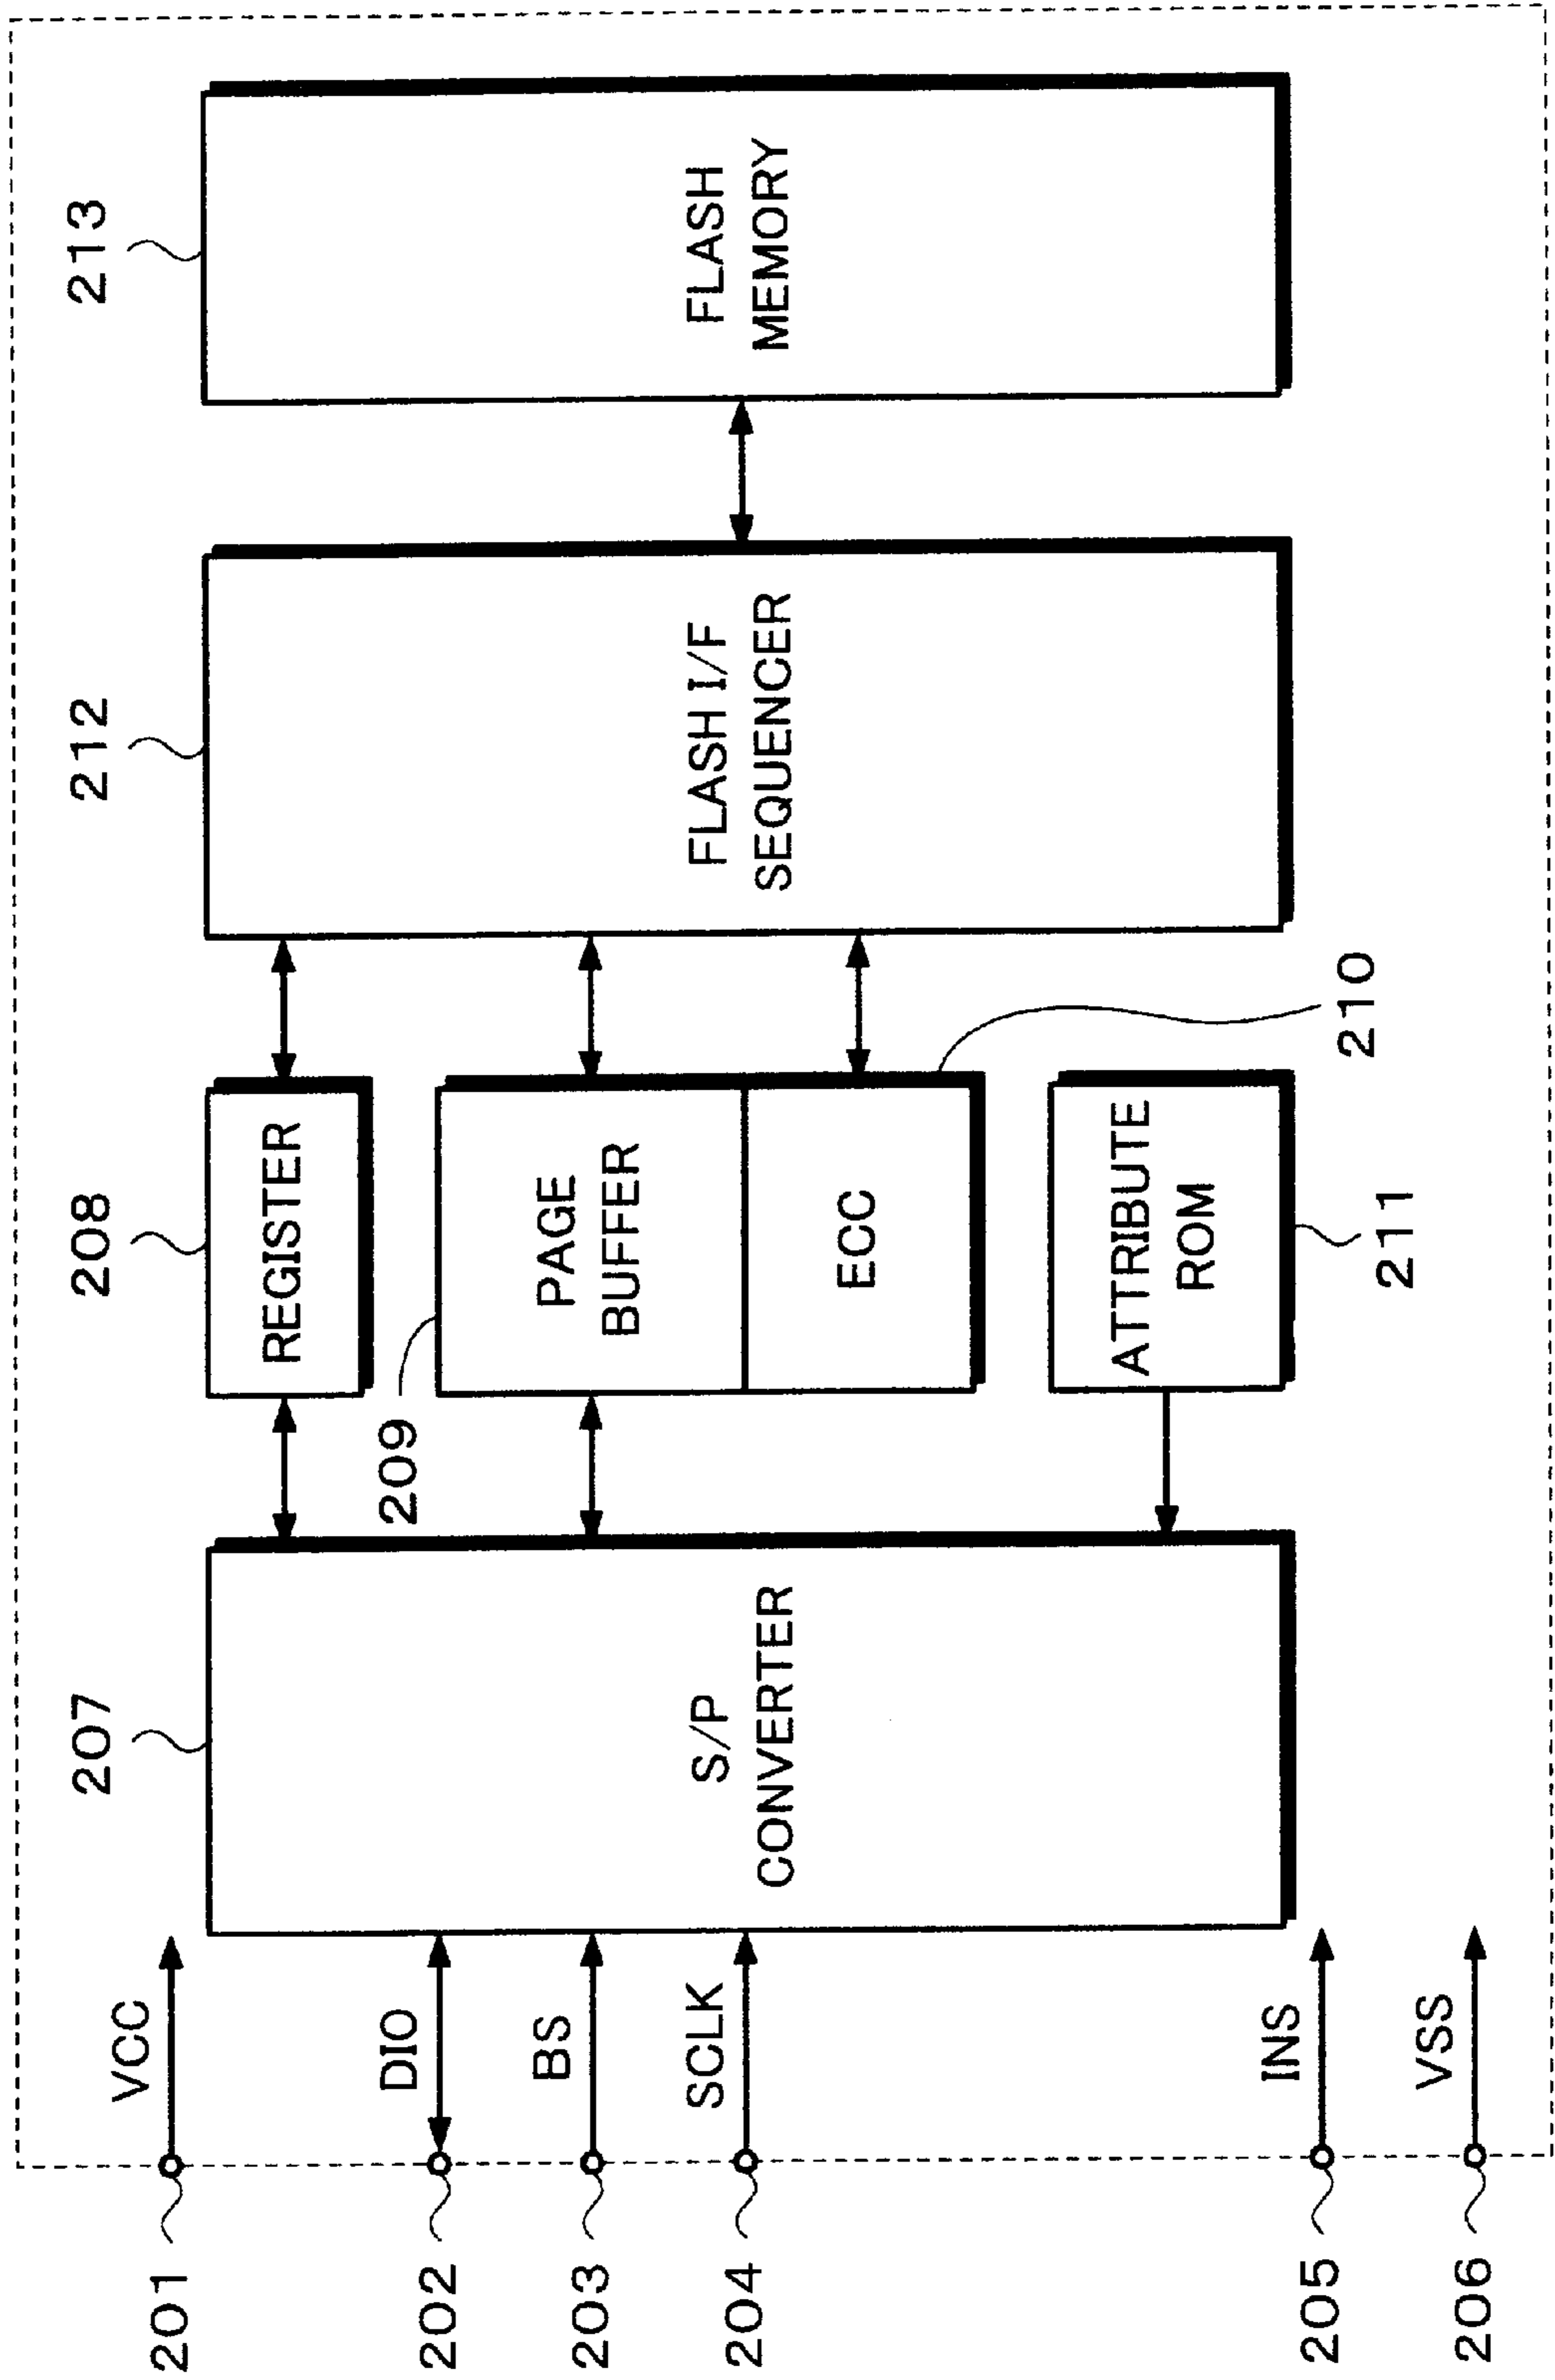 201
VCC
202
DIO
203
BS
204
SCLK
205
INS
206
VSS
207
S/P
CONVERTER
208
REGISTER
209
PAGE
BUFFER
ECC
210
ATTRIBUTE
ROM
211
212
FLASH I/F
SEQUENCER
213
FLASH
MEMORY